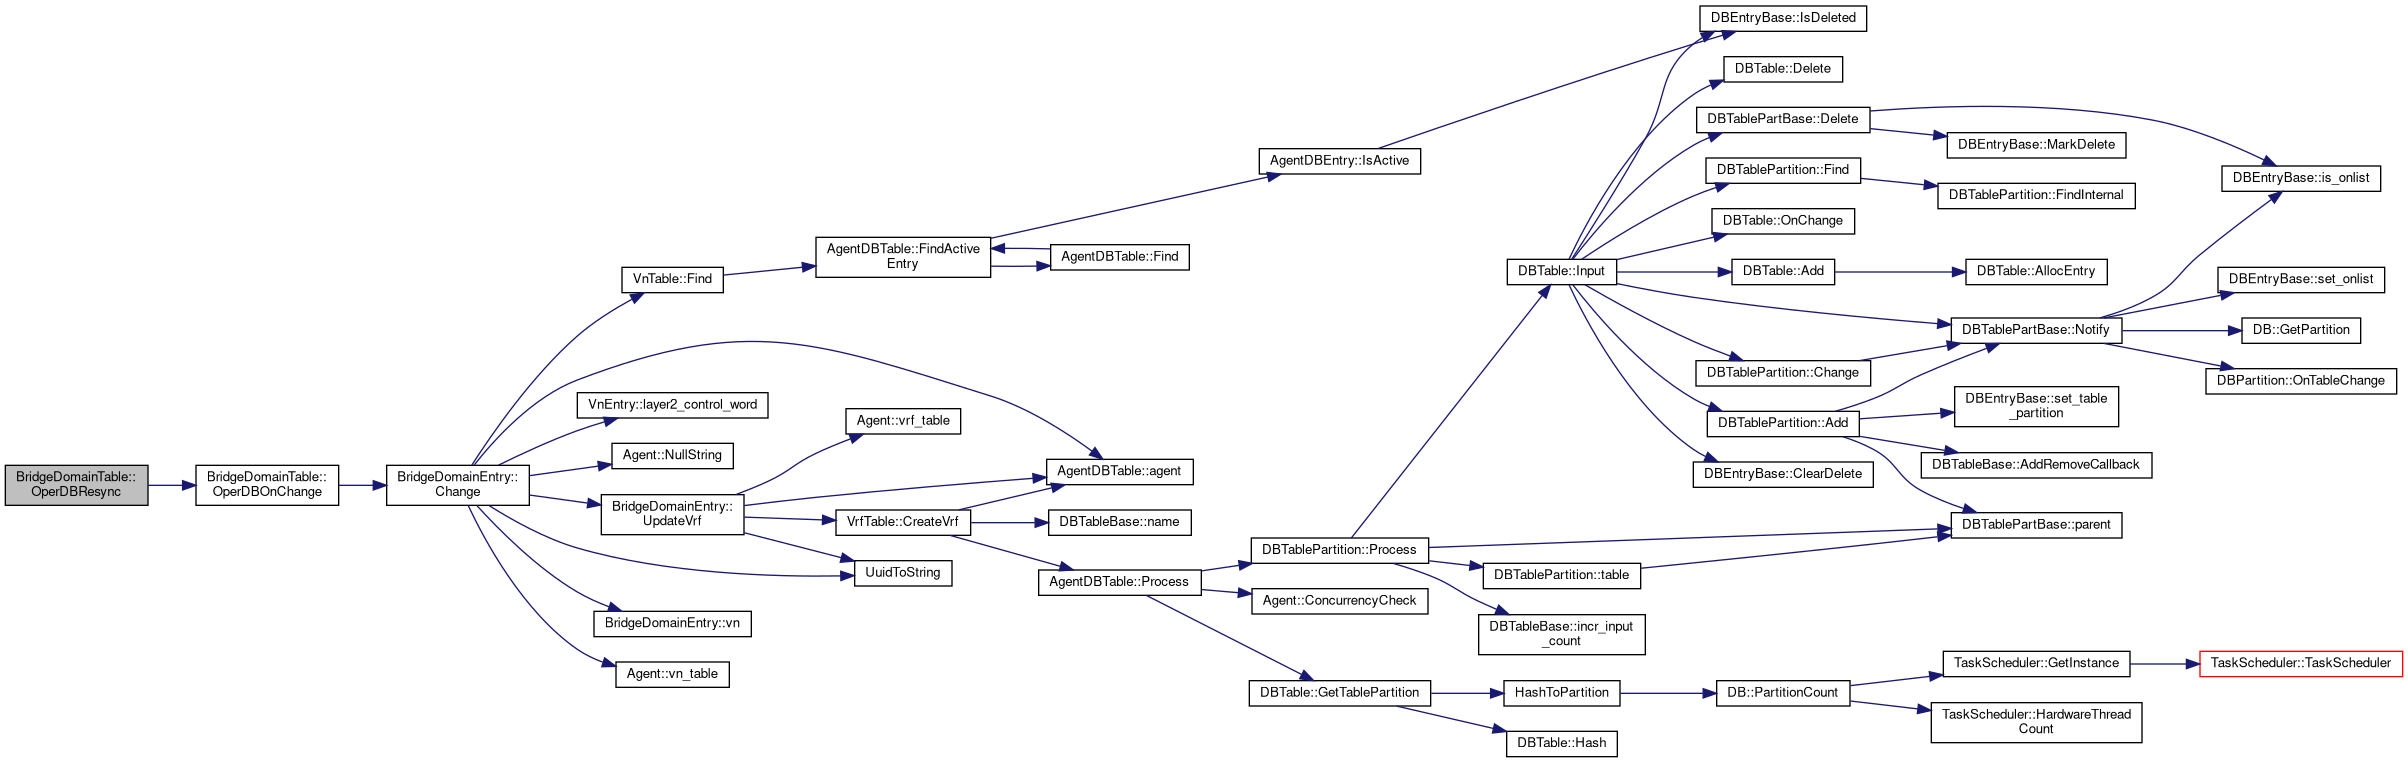 BridgeDomainTable::
OperDBResync
BridgeDomainTable::
OperDBOnChange
BridgeDomainEntry::
Change
VnTable::Find
VnEntry::layer2_control_word
Agent::NullString
BridgeDomainEntry::
UpdateVrf
BridgeDomainEntry::vn
Agent::vn_table
AgentDBTable::FindActive
Entry
Agent::vrf_table
VrfTable::CreateVrf
UuidToString
AgentDBTable::Find
AgentDBTable::agent
DBTableBase::name
AgentDBTable::Process
AgentDBEntry::IsActive
DBTablePartition::Process
Agent::ConcurrencyCheck
DBTable::GetTablePartition
DBTable::Input
DBTablePartition::table
DBTableBase::incr_input
_count
HashToPartition
DBTable::Hash
DBEntryBase::IsDeleted
DBTable::Delete
DBTablePartBase::Delete
DBTablePartition::Find
DBTable::OnChange
DBTable::Add
DBTablePartition::Change
DBTablePartition::Add
DBEntryBase::ClearDelete
DB::PartitionCount
DBEntryBase::MarkDelete
DBTablePartition::FindInternal
DBTable::AllocEntry
DBTablePartBase::Notify
DBEntryBase::set_table
_partition
DBTableBase::AddRemoveCallback
DBTablePartBase::parent
TaskScheduler::GetInstance
TaskScheduler::HardwareThread
Count
DBEntryBase::is_onlist
DBEntryBase::set_onlist
DB::GetPartition
DBPartition::OnTableChange
TaskScheduler::TaskScheduler